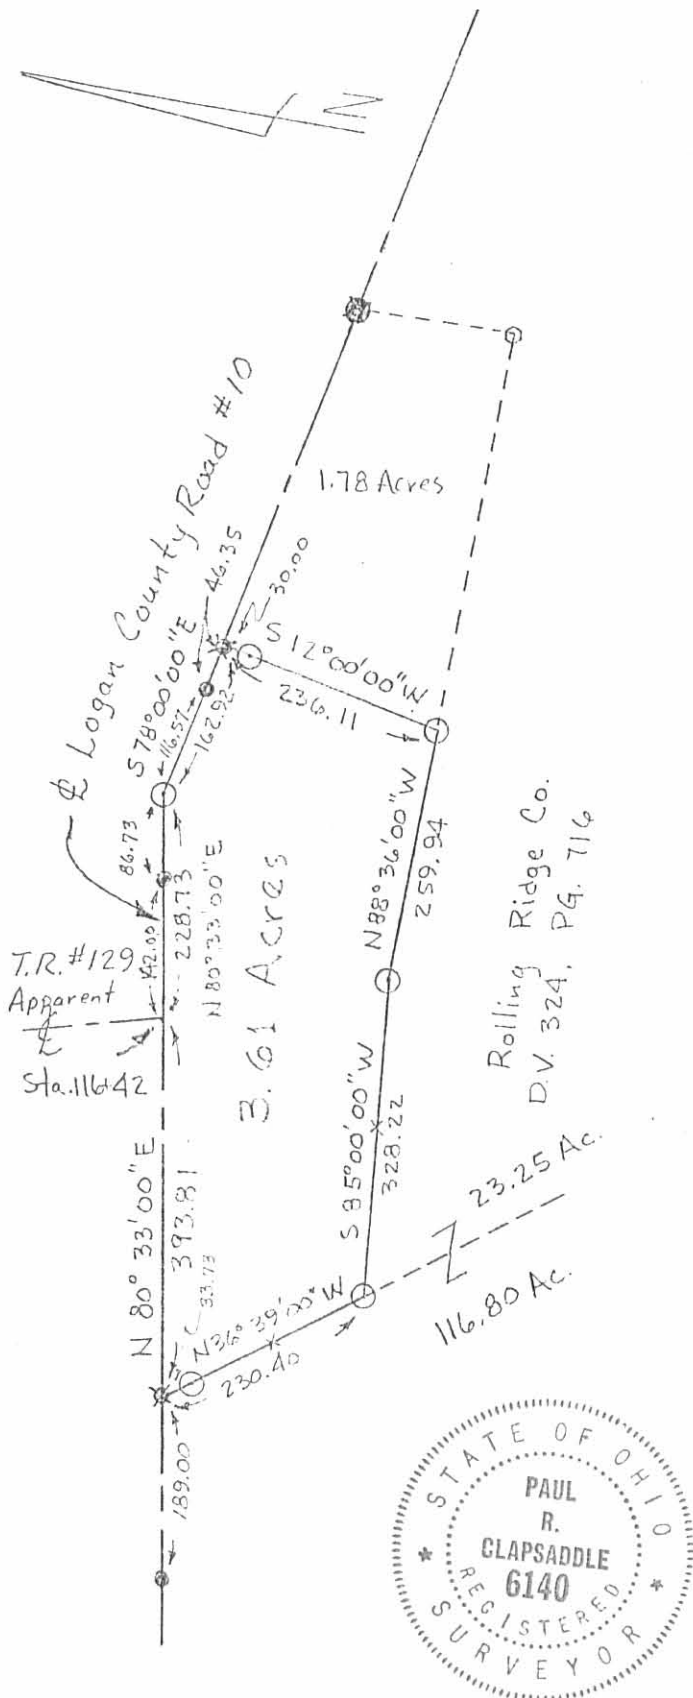 N
℄ Logan County Road #10
1.78 Acres
46.35
30.00
S 78°00'00"E
116.57
162.92
S 12°00'00"W
236.11
86.73
142.00
228.73
N 80°33'00"E
T.R. #129
Apparent
℄
Sta. 116+42
3.61 Acres
N 88°36'00"W
259.94
Rolling Ridge Co.
D.V. 324, PG. 716
S 85°00'00"W
328.22
N 80°33'00"E
393.81
33.73
N 36°39'00"W
230.40
23.25 Ac.
116.80 Ac.
189.00
STATE OF OHIO
PAUL
R.
CLAPSADDLE
6140
REGISTERED
SURVEYOR